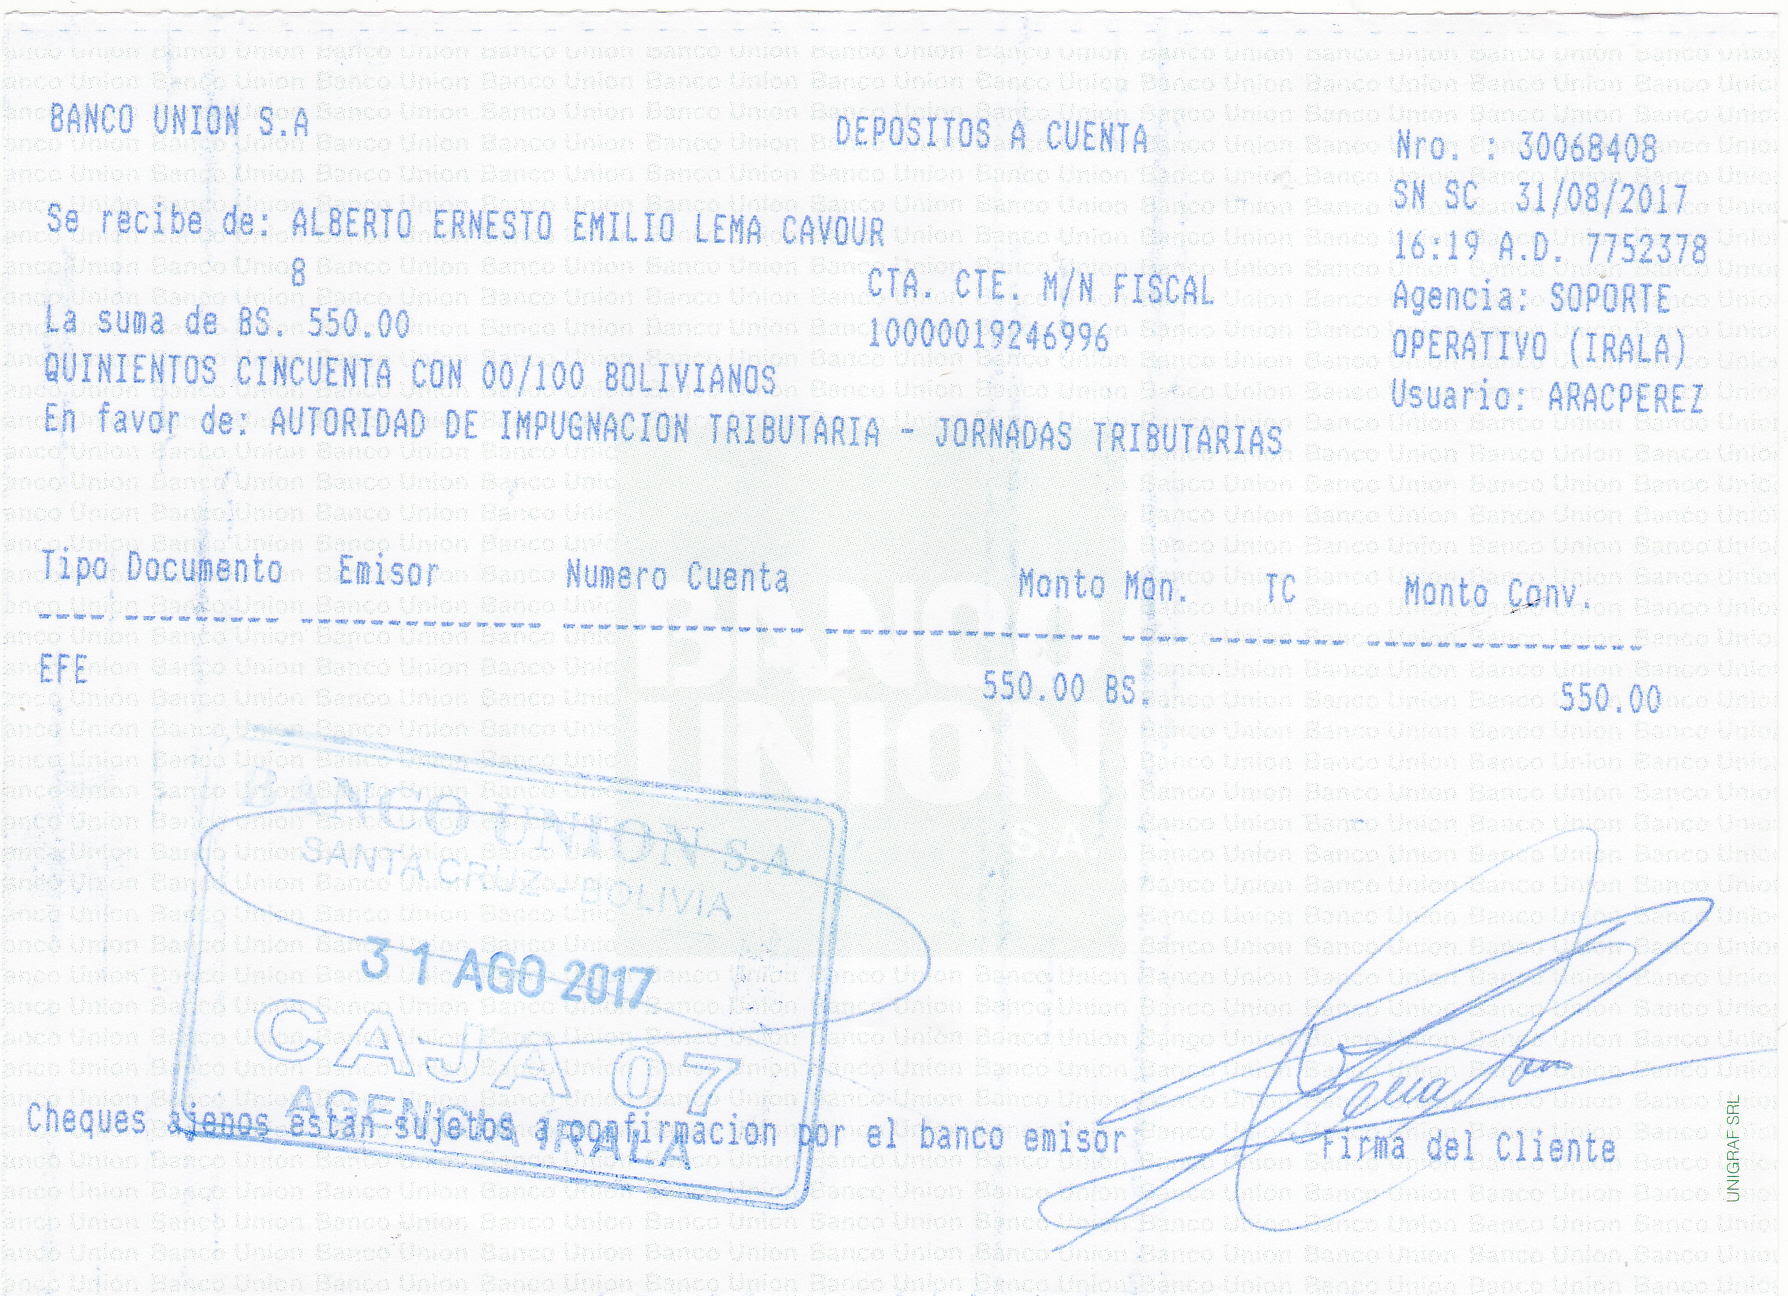 BANCO UNION S.A
DEPOSITOS A CUENTA
Nro. : 30068408
SN SC 31/08/2017
16:19 A.D. 7752378
Agencia: SOPORTE
OPERATIVO (IRALA)
Usuario: ARACPEREZ
Se recibe de: ALBERTO ERNESTO EMILIO LEMA CAVOUR
8
CTA. CTE. M/N FISCAL
La suma de BS. 550.00
10000019246996
QUINIENTOS CINCUENTA CON 00/100 BOLIVIANOS
En favor de: AUTORIDAD DE IMPUGNACION TRIBUTARIA - JORNADAS TRIBUTARIAS
Tipo Documento Emisor Numero Cuenta Monto Mon. TC Monto Conv.
EFE 550.00 BS. 550.00
BANCO UNION S.A.
SANTA CRUZ - BOLIVIA
31 AGO 2017
CAJA 07
AGENCIA IRALA
Cheques ajenos estan sujetos a confirmacion por el banco emisor
Firma del Cliente
UNIGRAF SRL
BANCO
UNION
S.A.